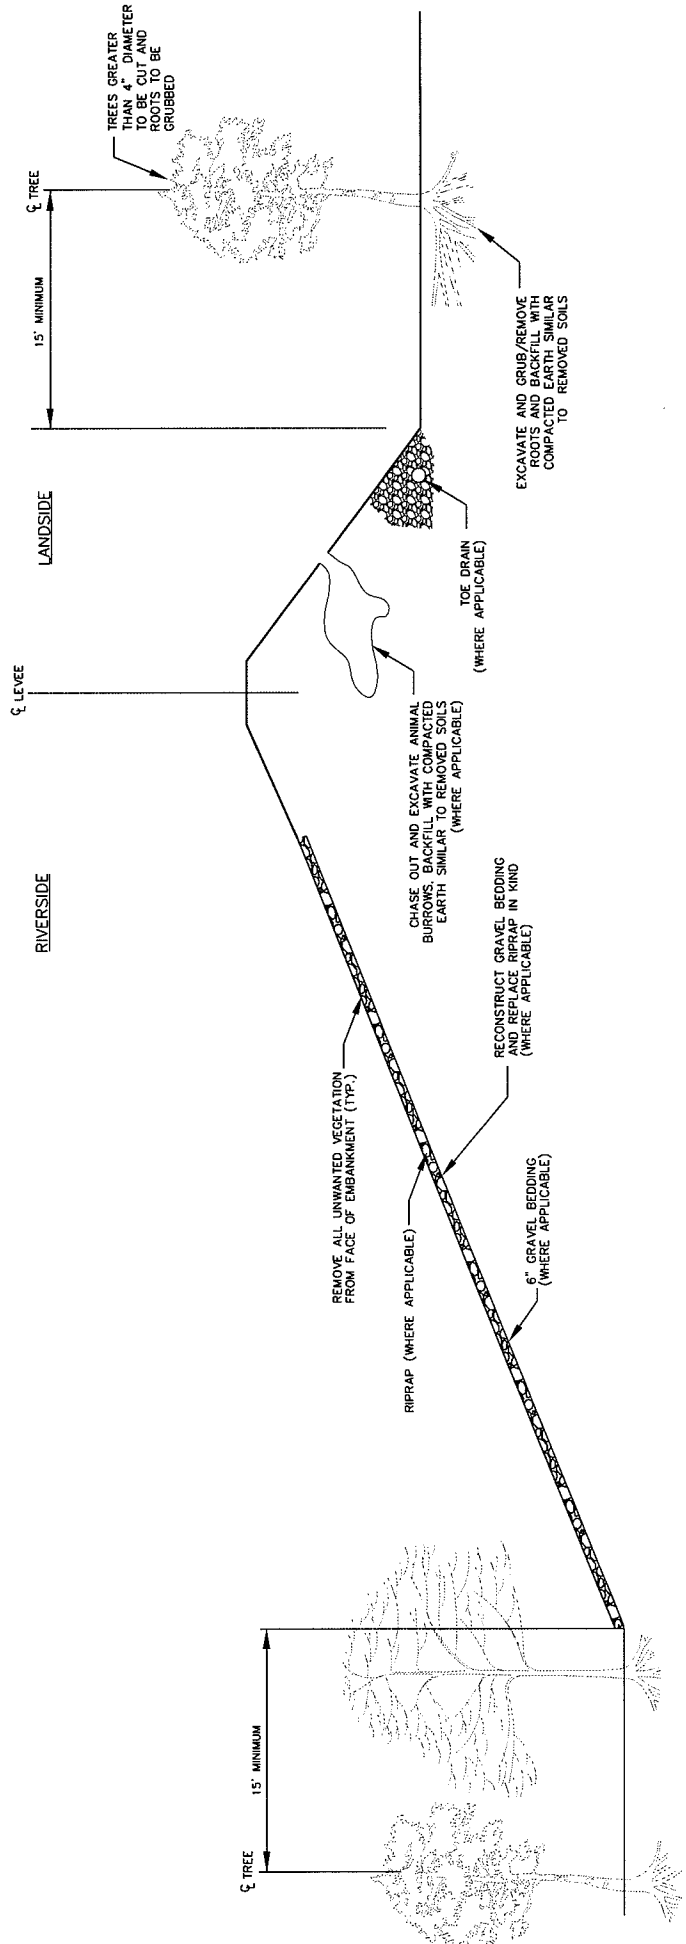 RIVERSIDE
LANDSIDE
℄ LEVEE
℄ TREE
15' MINIMUM
℄ TREE
15' MINIMUM
TREES GREATER
THAN 4" DIAMETER
TO BE CUT AND
ROOTS TO BE
GRUBBED
REMOVE ALL UNWANTED VEGETATION
FROM FACE OF EMBANKMENT (TYP.)
RIPRAP (WHERE APPLICABLE)
6" GRAVEL BEDDING
(WHERE APPLICABLE)
RECONSTRUCT GRAVEL BEDDING
AND REPLACE RIPRAP IN KIND
(WHERE APPLICABLE)
CHASE OUT AND EXCAVATE ANIMAL
BURROWS. BACKFILL WITH COMPACTED
EARTH SIMILAR TO REMOVED SOILS
(WHERE APPLICABLE)
TOE DRAIN
(WHERE APPLICABLE)
EXCAVATE AND GRUB/REMOVE
ROOTS AND BACKFILL WITH
COMPACTED EARTH SIMILAR
TO REMOVED SOILS